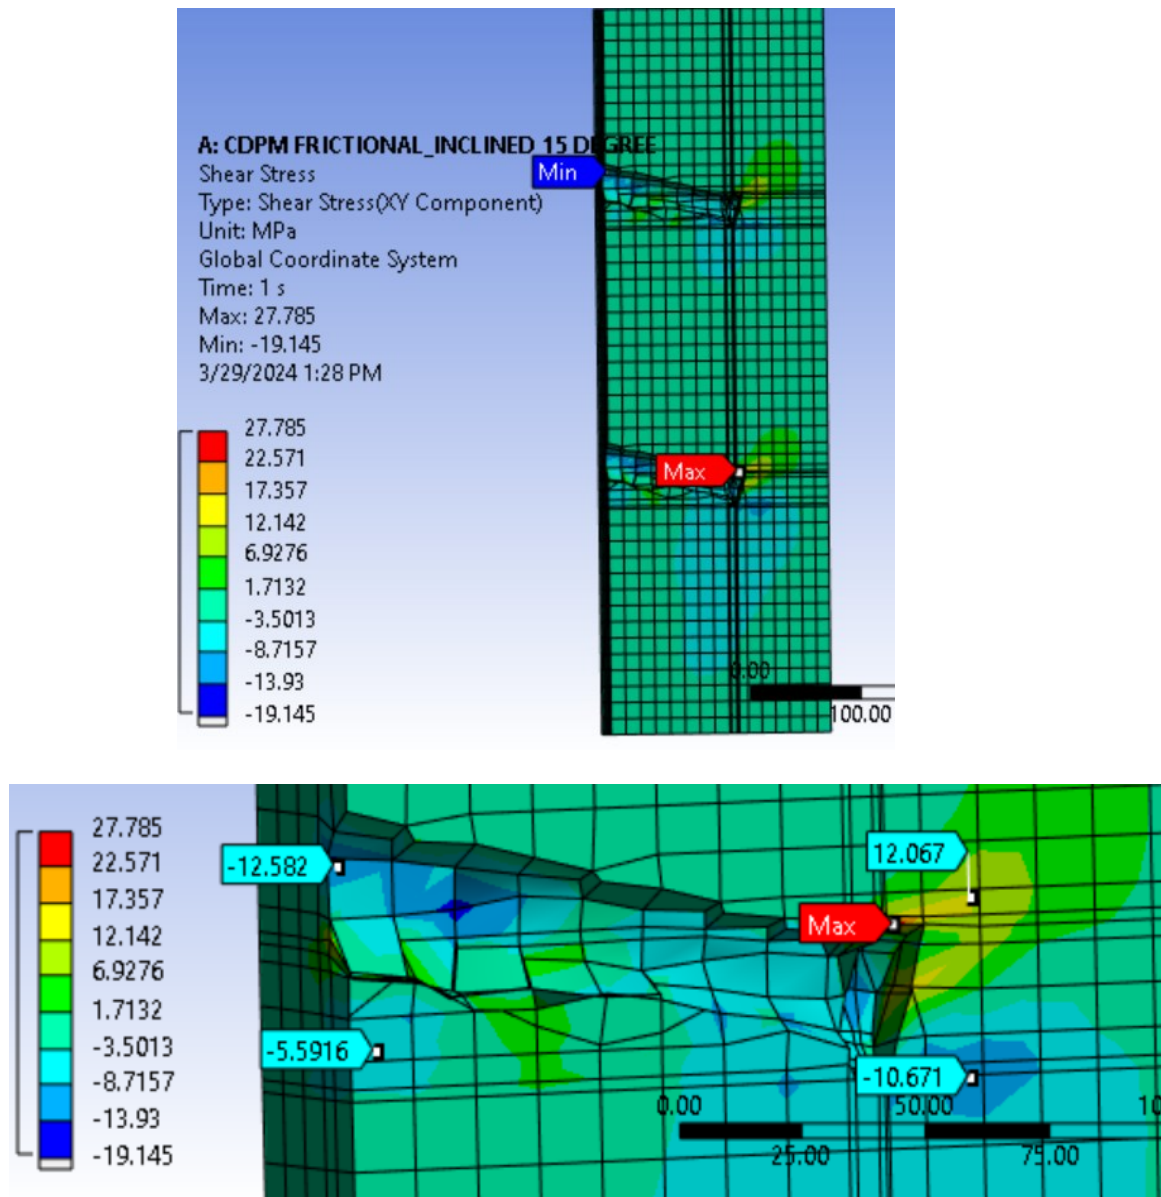 A: CDPM FRICTIONAL_INCLINED 15 DEGREE
Shear Stress
Type: Shear Stress(XY Component)
Unit: MPa
Global Coordinate System
Time: 1 s
Max: 27.785
Min: -19.145
3/29/2024 1:28 PM
Min
Max
27.785
22.571
17.357
12.142
6.9276
1.7132
-3.5013
-8.7157
-13.93
-19.145
0.00
100.00
27.785
22.571
17.357
12.142
6.9276
1.7132
-3.5013
-8.7157
-13.93
-19.145
-12.582
12.067
Max
-5.5916
-10.671
0.00
50.00
10
25.00
75.00